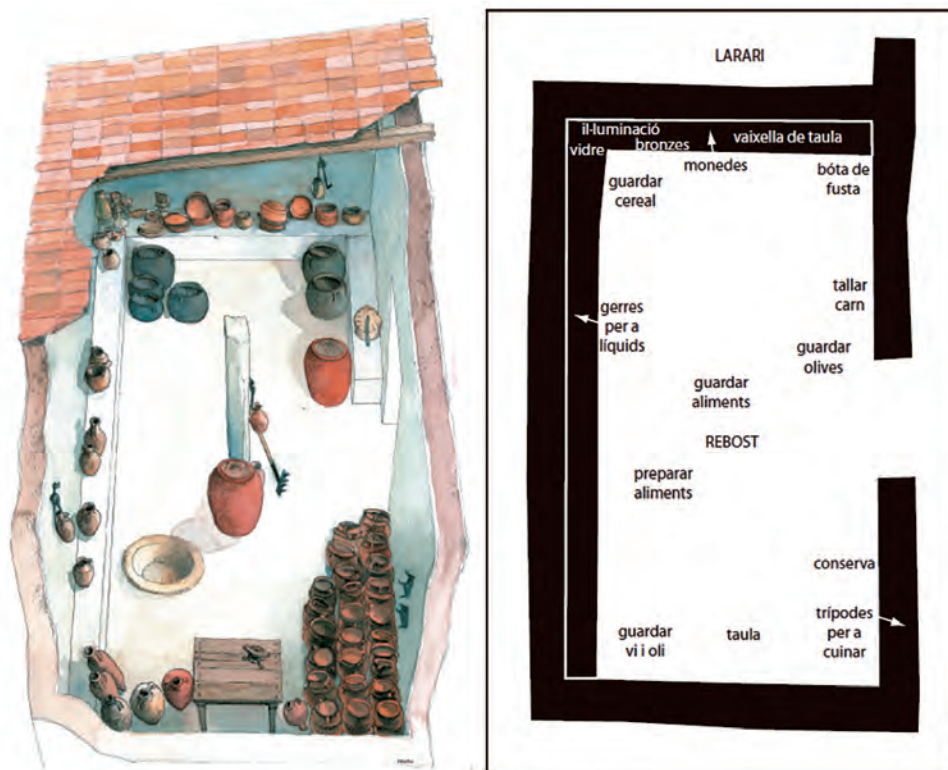 LARARI
il·luminació
vidre
bronzes
vaixella de taula
monedes
guardar
cereal
bóta de
fusta
gerres
per a
líquids
tallar
carn
guardar
olives
guardar
aliments
REBOST
preparar
aliments
conserva
guardar
vi i oli
taula
trípodes
per a
cuinar